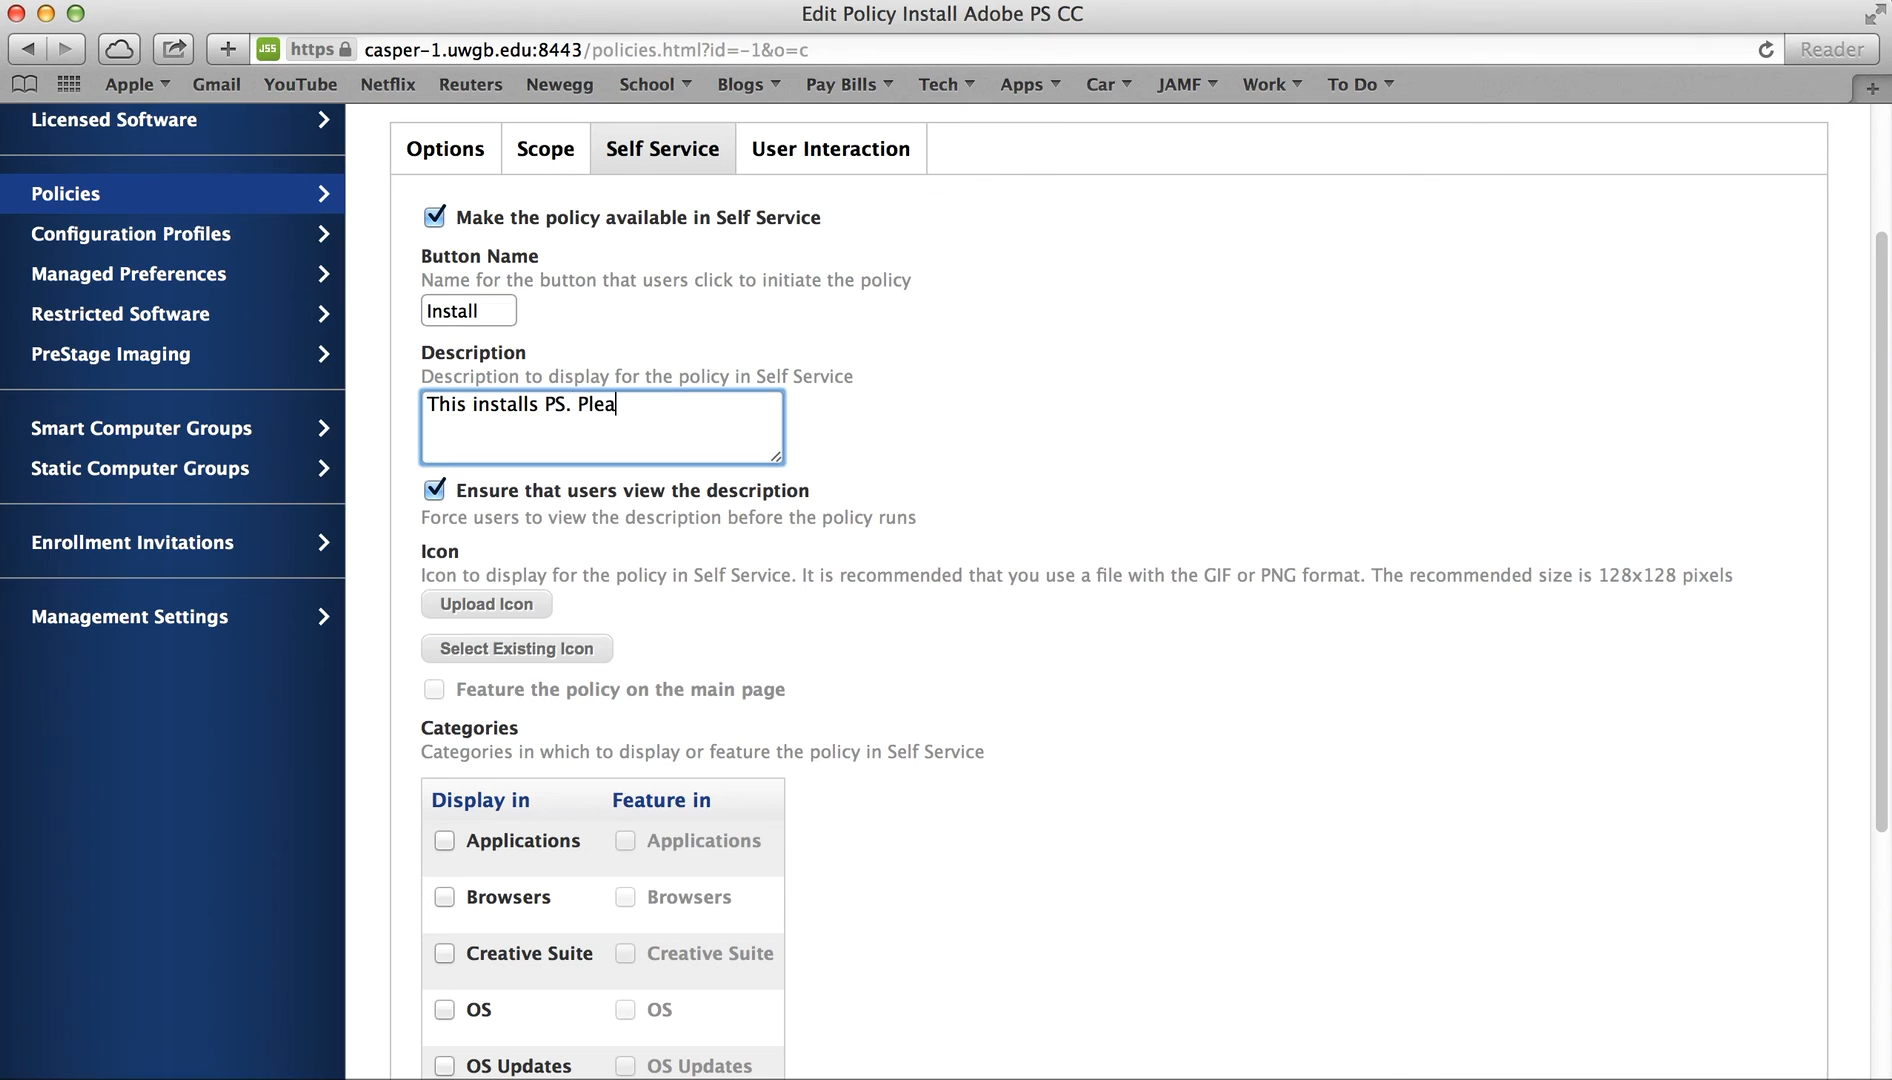 Edit Policy Install Adobe PS CC
JSS https casper-1.uwgb.edu:8443/policies.html?id=-1&o=c Reader
Apple Gmail YouTube Netflix Reuters Newegg School Blogs Pay Bills Tech Apps Car JAMF Work To Do
Licensed Software
Policies
Configuration Profiles
Managed Preferences
Restricted Software
PreStage Imaging
Smart Computer Groups
Static Computer Groups
Enrollment Invitations
Management Settings
Options Scope Self Service User Interaction
Make the policy available in Self Service
Button Name
Name for the button that users click to initiate the policy
Install
Description
Description to display for the policy in Self Service
This installs PS. Plea
Ensure that users view the description
Force users to view the description before the policy runs
Icon
Icon to display for the policy in Self Service. It is recommended that you use a file with the GIF or PNG format. The recommended size is 128x128 pixels
Upload Icon
Select Existing Icon
Feature the policy on the main page
Categories
Categories in which to display or feature the policy in Self Service
Display in Feature in
Applications Applications
Browsers Browsers
Creative Suite Creative Suite
OS OS
OS Updates OS Updates